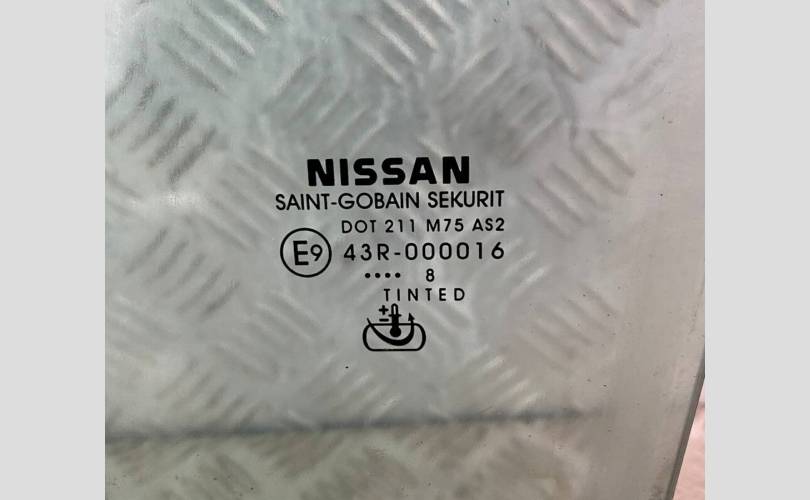 NISSAN
SAINT-GOBAIN SEKURIT
DOT 211 M75 AS2
E9 43R-000016
•••• 8
TINTED